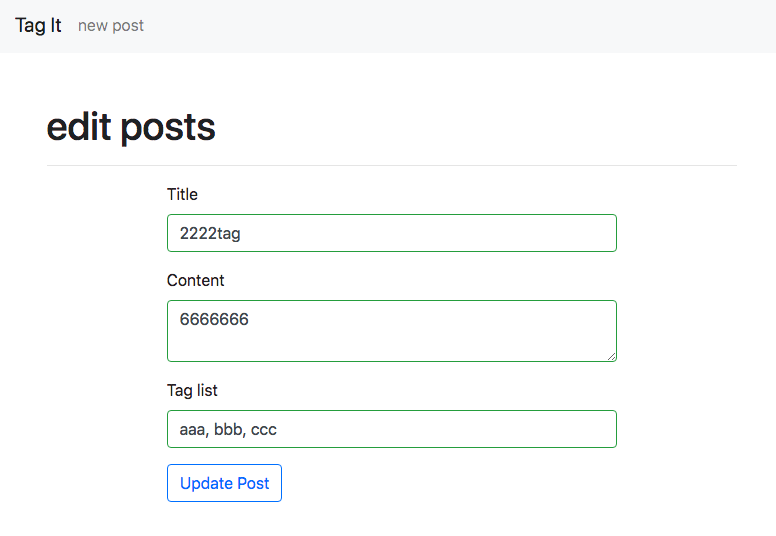 Tag It new post
edit posts
Title
2222tag
Content
6666666
Tag list
aaa, bbb, ccc
Update Post